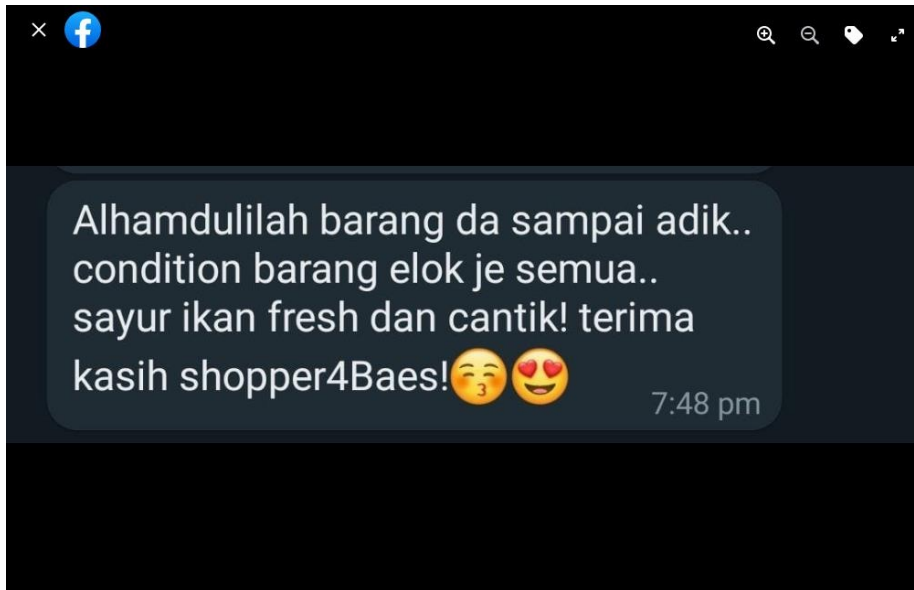 Alhamdulilah barang da sampai adik..
condition barang elok je semua..
sayur ikan fresh dan cantik! terima
kasih shopper4Baes!😚😍
7:48 pm